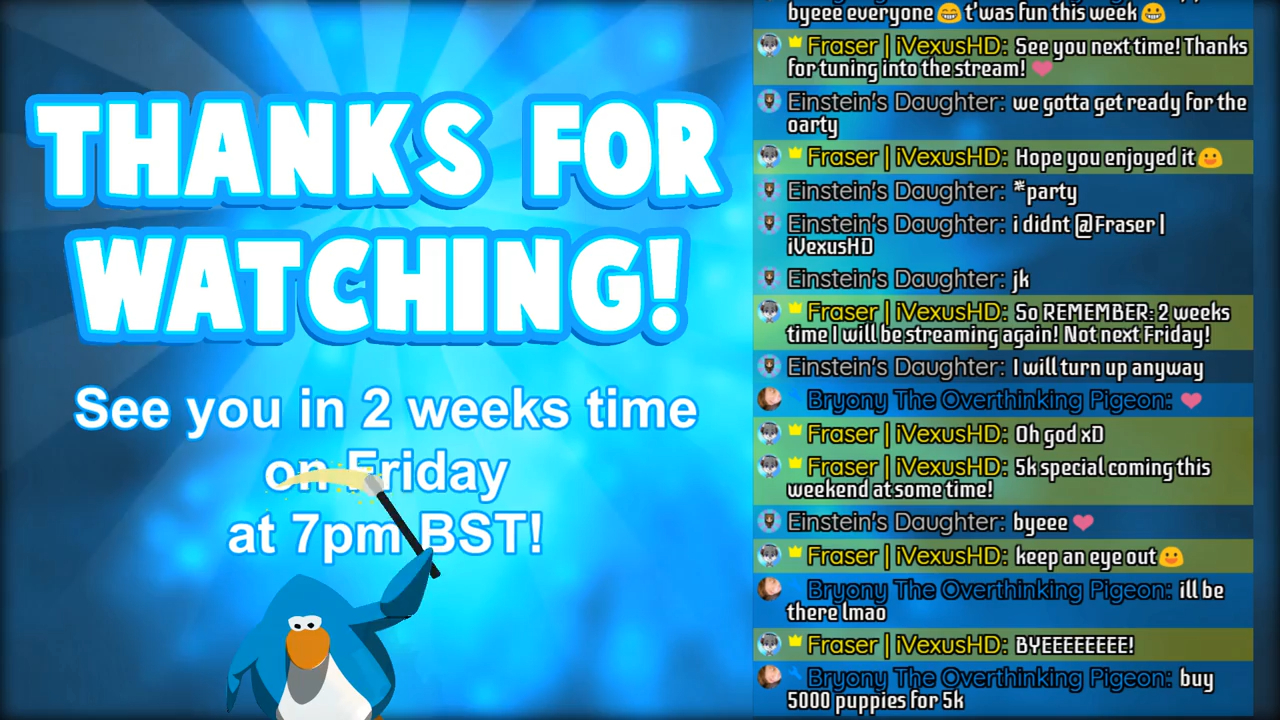 THANKS FOR
WATCHING!
See you in 2 weeks time
on Friday
at 7pm BST!
byeee everyone😁 t'was fun this week😀
Fraser | iVexusHD: See you next time! Thanks
for tuning into the stream! ❤
Einstein's Daughter: we gotta get ready for the
oarty
Fraser | iVexusHD: Hope you enjoyed it😃
Einstein's Daughter: *party
Einstein's Daughter: i didnt @Fraser |
iVexusHD
Einstein's Daughter: jk
Fraser | iVexusHD: So REMEMBER: 2 weeks
time I will be streaming again! Not next Friday!
Einstein's Daughter: I will turn up anyway
Bryony The Overthinking Pigeon: ❤
Fraser | iVexusHD: Oh god xD
Fraser | iVexusHD: 5k special coming this
weekend at some time!
Einstein's Daughter: byeee ❤
Fraser | iVexusHD: keep an eye out😃
Bryony The Overthinking Pigeon: ill be
there lmao
Fraser | iVexusHD: BYEEEEEEEE!
Bryony The Overthinking Pigeon: buy
5000 puppies for 5k